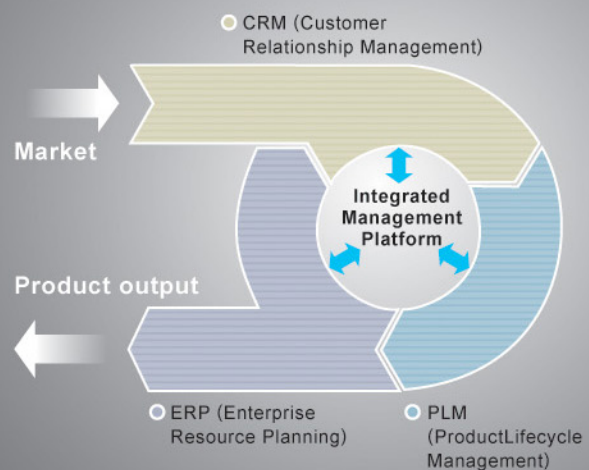 CRM (Customer
Relationship Management)
Market
Integrated
Management
Platform
Product output
ERP (Enterprise
Resource Planning)
PLM
(ProductLifecycle
Management)